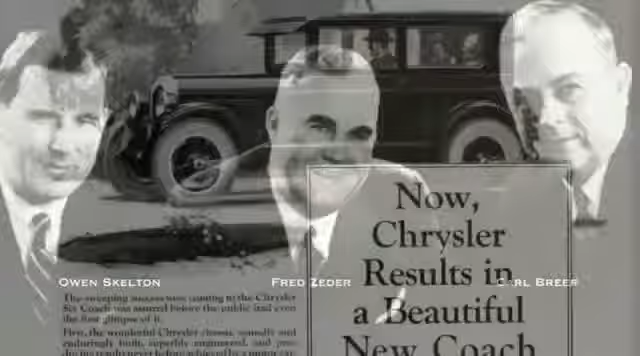 OWEN SKELTON
FRED ZEDER
CARL BREER
Now,
Chrysler
Results in
a Beautiful
New Coach
The sweeping success now coming to the Chrysler
Six Coach was assured before the public had even
the first glimpse of it.
First, the wonderful Chrysler chassis, soundly and
enduringly built, superbly engineered, and pro-